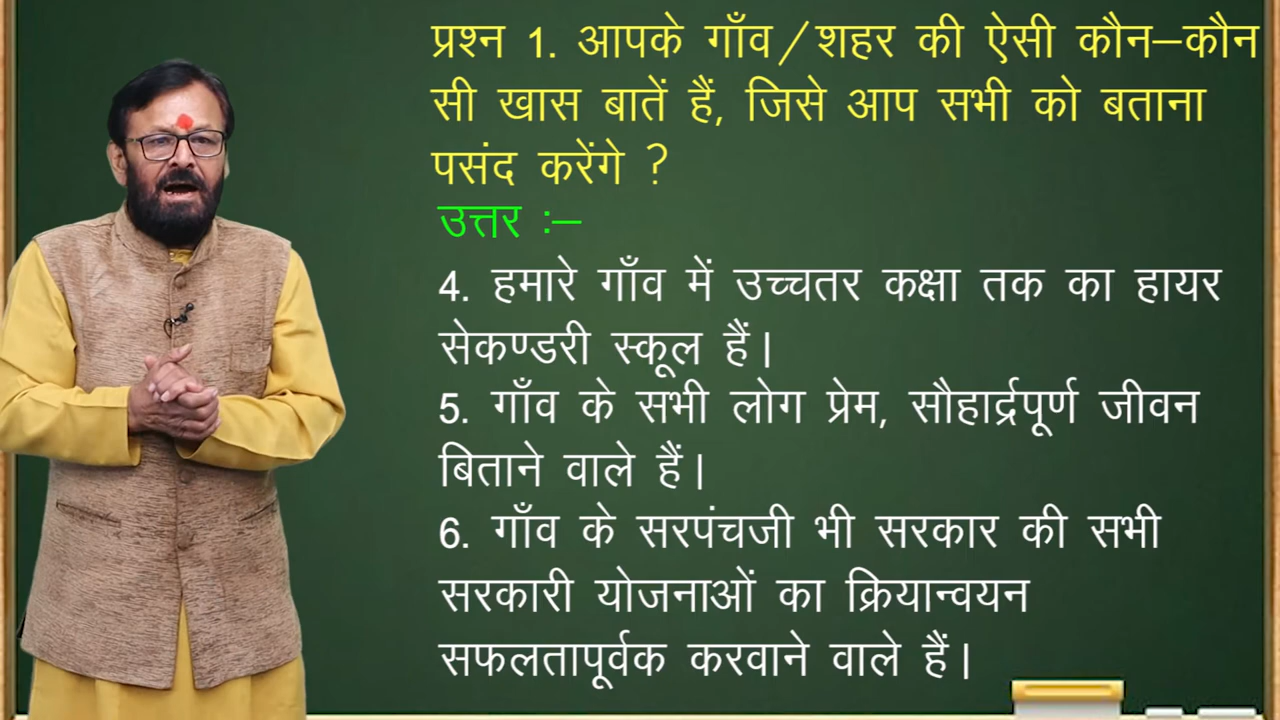 प्रश्न 1. आपके गाँव/शहर की ऐसी कौन–कौन
सी खास बातें हैं, जिसे आप सभी को बताना
पसंद करेंगे ?
उत्तर :–
4. हमारे गाँव में उच्चतर कक्षा तक का हायर
सेकण्डरी स्कूल हैं।
5. गाँव के सभी लोग प्रेम, सौहार्द्रपूर्ण जीवन
बिताने वाले हैं।
6. गाँव के सरपंचजी भी सरकार की सभी
सरकारी योजनाओं का क्रियान्वयन
सफलतापूर्वक करवाने वाले हैं।